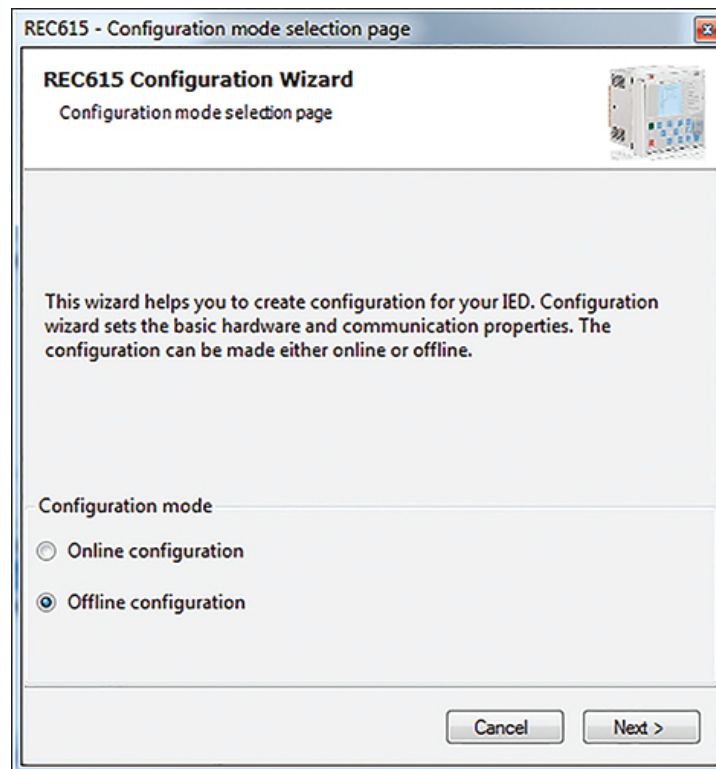 REC615 - Configuration mode selection page
REC615 Configuration Wizard
Configuration mode selection page
This wizard helps you to create configuration for your IED. Configuration
wizard sets the basic hardware and communication properties. The
configuration can be made either online or offline.
Configuration mode
Online configuration
Offline configuration
Cancel
Next >